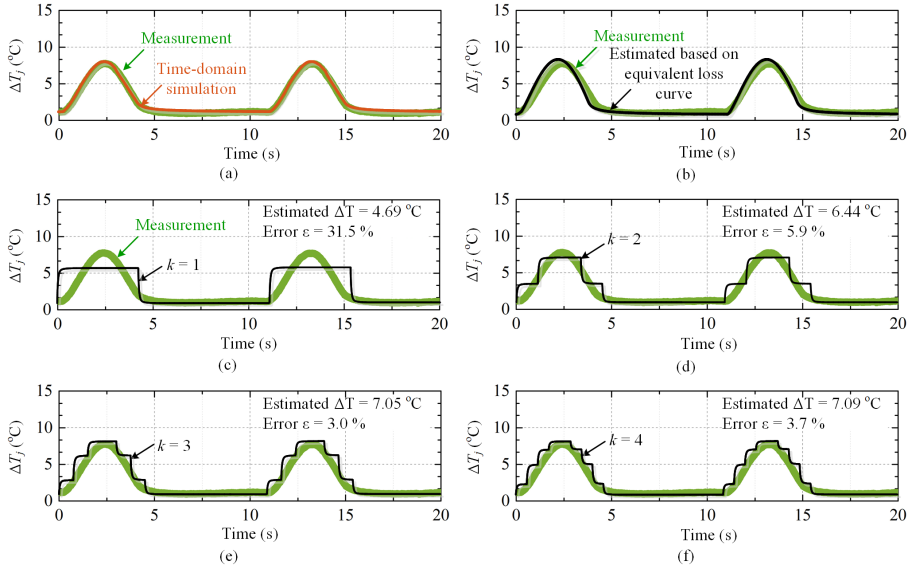 15
10
5
0
ΔTj (°C)
Measurement
Time-domain
simulation
0
5
10
15
20
Time (s)
(a)
15
10
5
0
ΔTj (°C)
Measurement
Estimated based on
equivalent loss
curve
0
5
10
15
20
Time (s)
(b)
15
10
5
0
ΔTj (°C)
Estimated ΔT = 4.69 °C
Error ε = 31.5 %
Measurement
k = 1
0
5
10
15
20
Time (s)
(c)
15
10
5
0
ΔTj (°C)
Estimated ΔT = 6.44 °C
Error ε = 5.9 %
k = 2
0
5
10
15
20
Time (s)
(d)
15
10
5
0
ΔTj (°C)
Estimated ΔT = 7.05 °C
Error ε = 3.0 %
k = 3
0
5
10
15
20
Time (s)
(e)
15
10
5
0
ΔTj (°C)
Estimated ΔT = 7.09 °C
Error ε = 3.7 %
k = 4
0
5
10
15
20
Time (s)
(f)